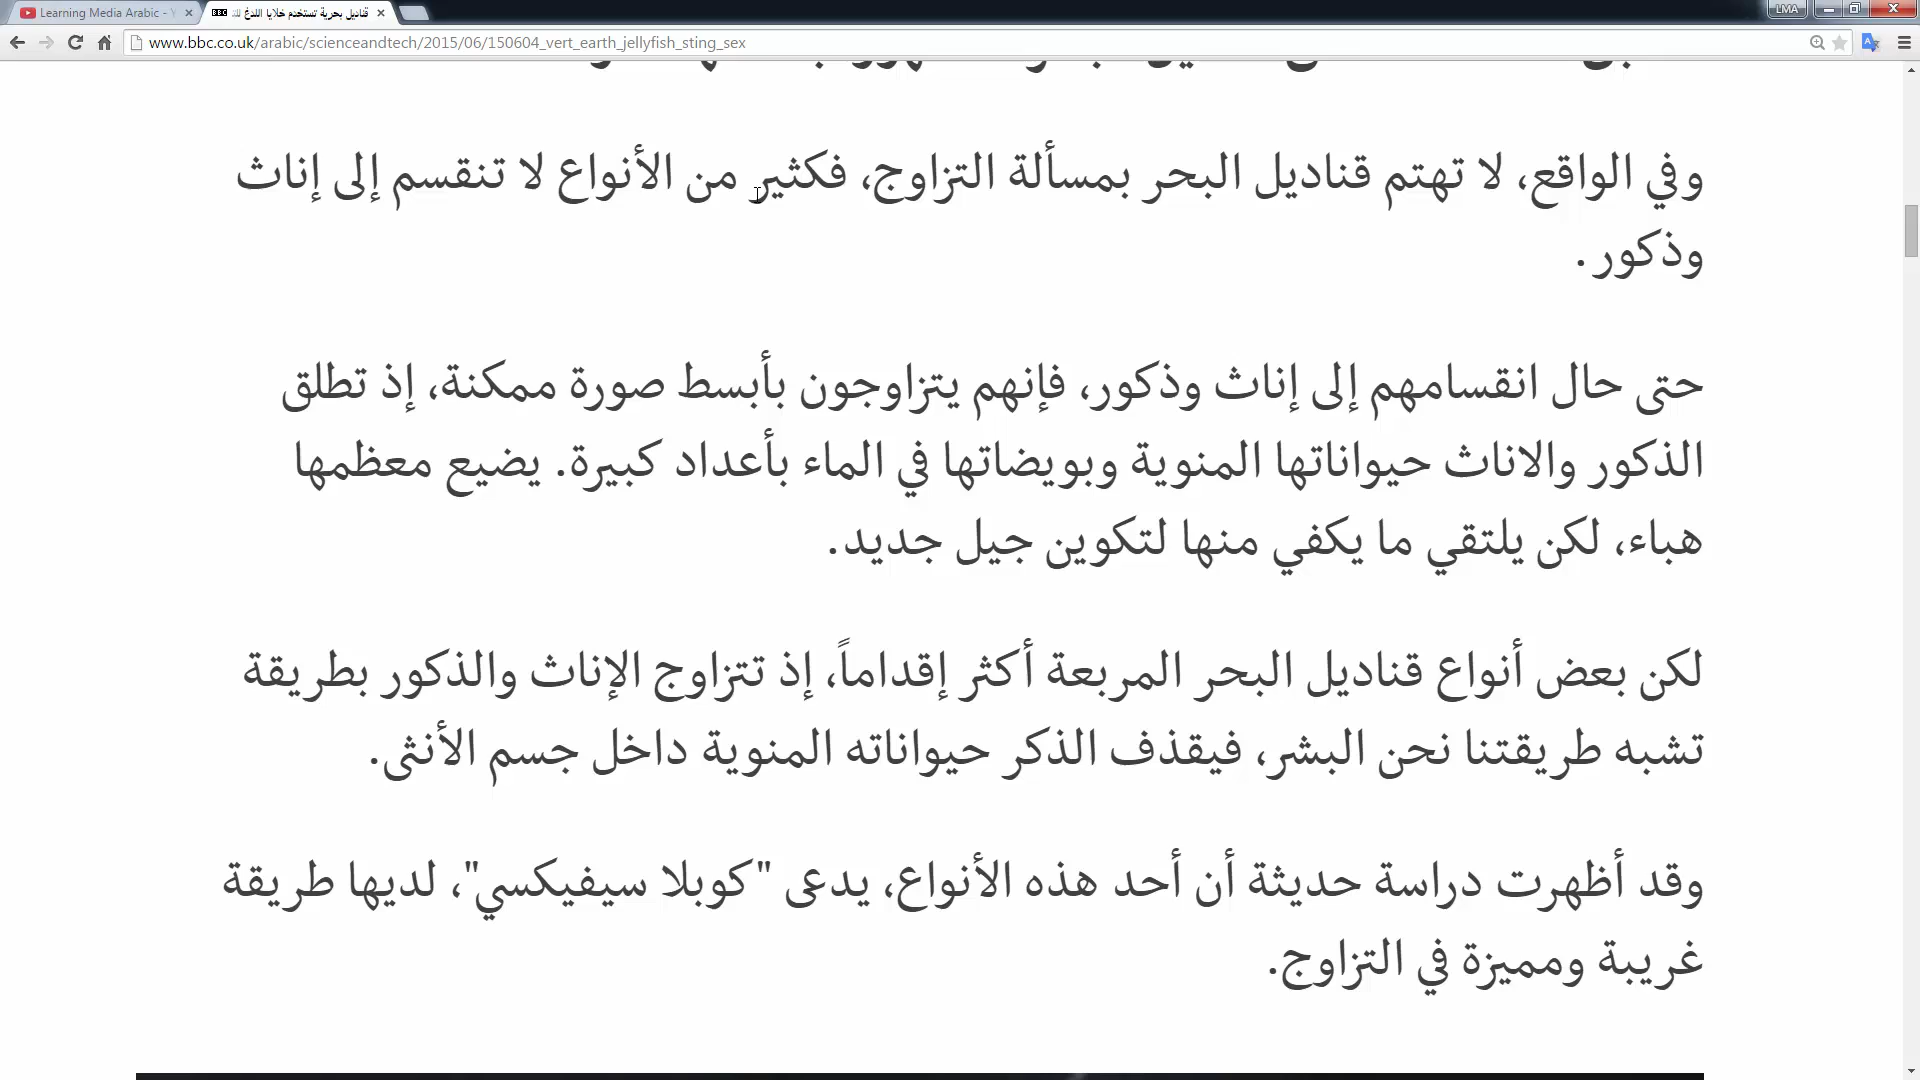 Learning Media Arabic - Y
قناديل بحرية تستخدم خلايا اللدغ للت
BBC
LMA
www.bbc.co.uk/arabic/scienceandtech/2015/06/150604_vert_earth_jellyfish_sting_sex
وفي الواقع، لا تهتم قناديل البحر بمسألة التزاوج، فكثير من الأنواع لا تنقسم إلى إناث
وذكور .
حتى حال انقسامهم إلى إناث وذكور، فإنهم يتزاوجون بأبسط صورة ممكنة، إذ تطلق
الذكور والاناث حيواناتها المنوية وبويضاتها في الماء بأعداد كبيرة. يضيع معظمها
هباء، لكن يلتقي ما يكفي منها لتكوين جيل جديد.
لكن بعض أنواع قناديل البحر المربعة أكثر إقداماً، إذ تتزاوج الإناث والذكور بطريقة
تشبه طريقتنا نحن البشر، فيقذف الذكر حيواناته المنوية داخل جسم الأنثى.
وقد أظهرت دراسة حديثة أن أحد هذه الأنواع، يدعى "كوبلا سيفيكسي"، لديها طريقة
غريبة ومميزة في التزاوج.